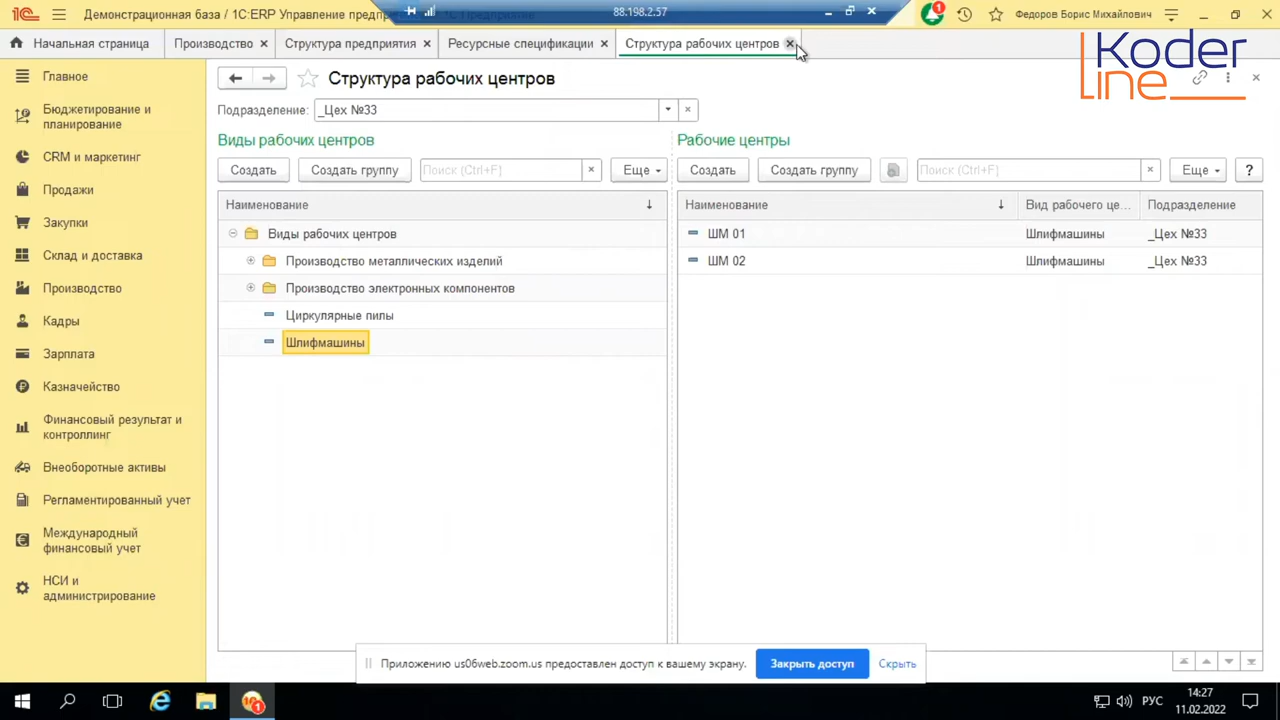 Демонстрационная база / 1C:ERP Управление предпр
88.198.2.57
1
Федоров Борис Михайлович
Начальная страница
Производство
Структура предприятия
Ресурсные спецификации
Структура рабочих центров
Koder
line
Главное
Бюджетирование и
планирование
CRM и маркетинг
Продажи
Закупки
Склад и доставка
Производство
Кадры
Зарплата
Казначейство
Финансовый результат и
контроллинг
Внеоборотные активы
Регламентированный учет
Международный
финансовый учет
НСИ и
администрирование
Структура рабочих центров
Подразделение:
_Цех №33
Виды рабочих центров
Создать
Создать группу
Поиск (Ctrl+F)
Еще
Наименование
Виды рабочих центров
Производство металлических изделий
Производство электронных компонентов
Циркулярные пилы
Шлифмашины
Рабочие центры
Создать
Создать группу
Поиск (Ctrl+F)
Еще
?
Наименование
Вид рабочего це...
Подразделение
ШМ 01
Шлифмашины
_Цех №33
ШМ 02
Шлифмашины
_Цех №33
Приложению us06web.zoom.us предоставлен доступ к вашему экрану.
Закрыть доступ
Скрыть
РУС
14:27
11.02.2022